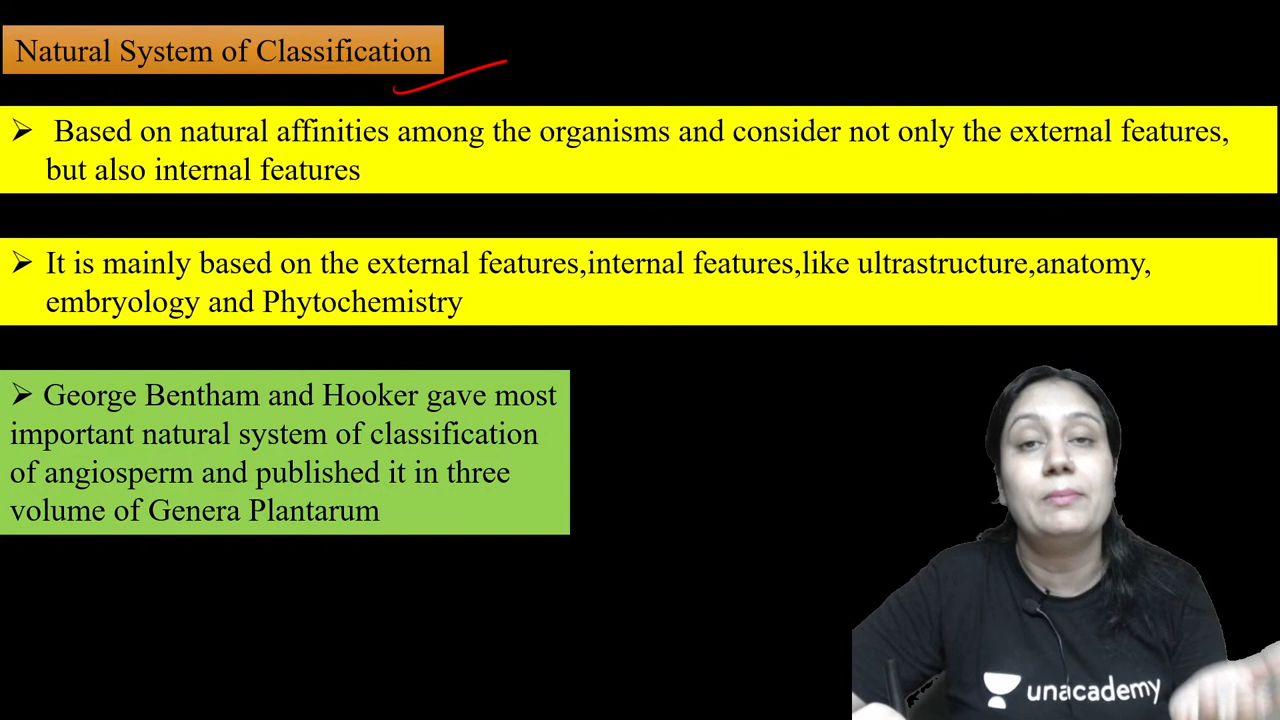 Natural System of Classification
➢ Based on natural affinities among the organisms and consider not only the external features,
but also internal features
➢ It is mainly based on the external features,internal features,like ultrastructure,anatomy,
embryology and Phytochemistry
➢ George Bentham and Hooker gave most
important natural system of classification
of angiosperm and published it in three
volume of Genera Plantarum
unacademy